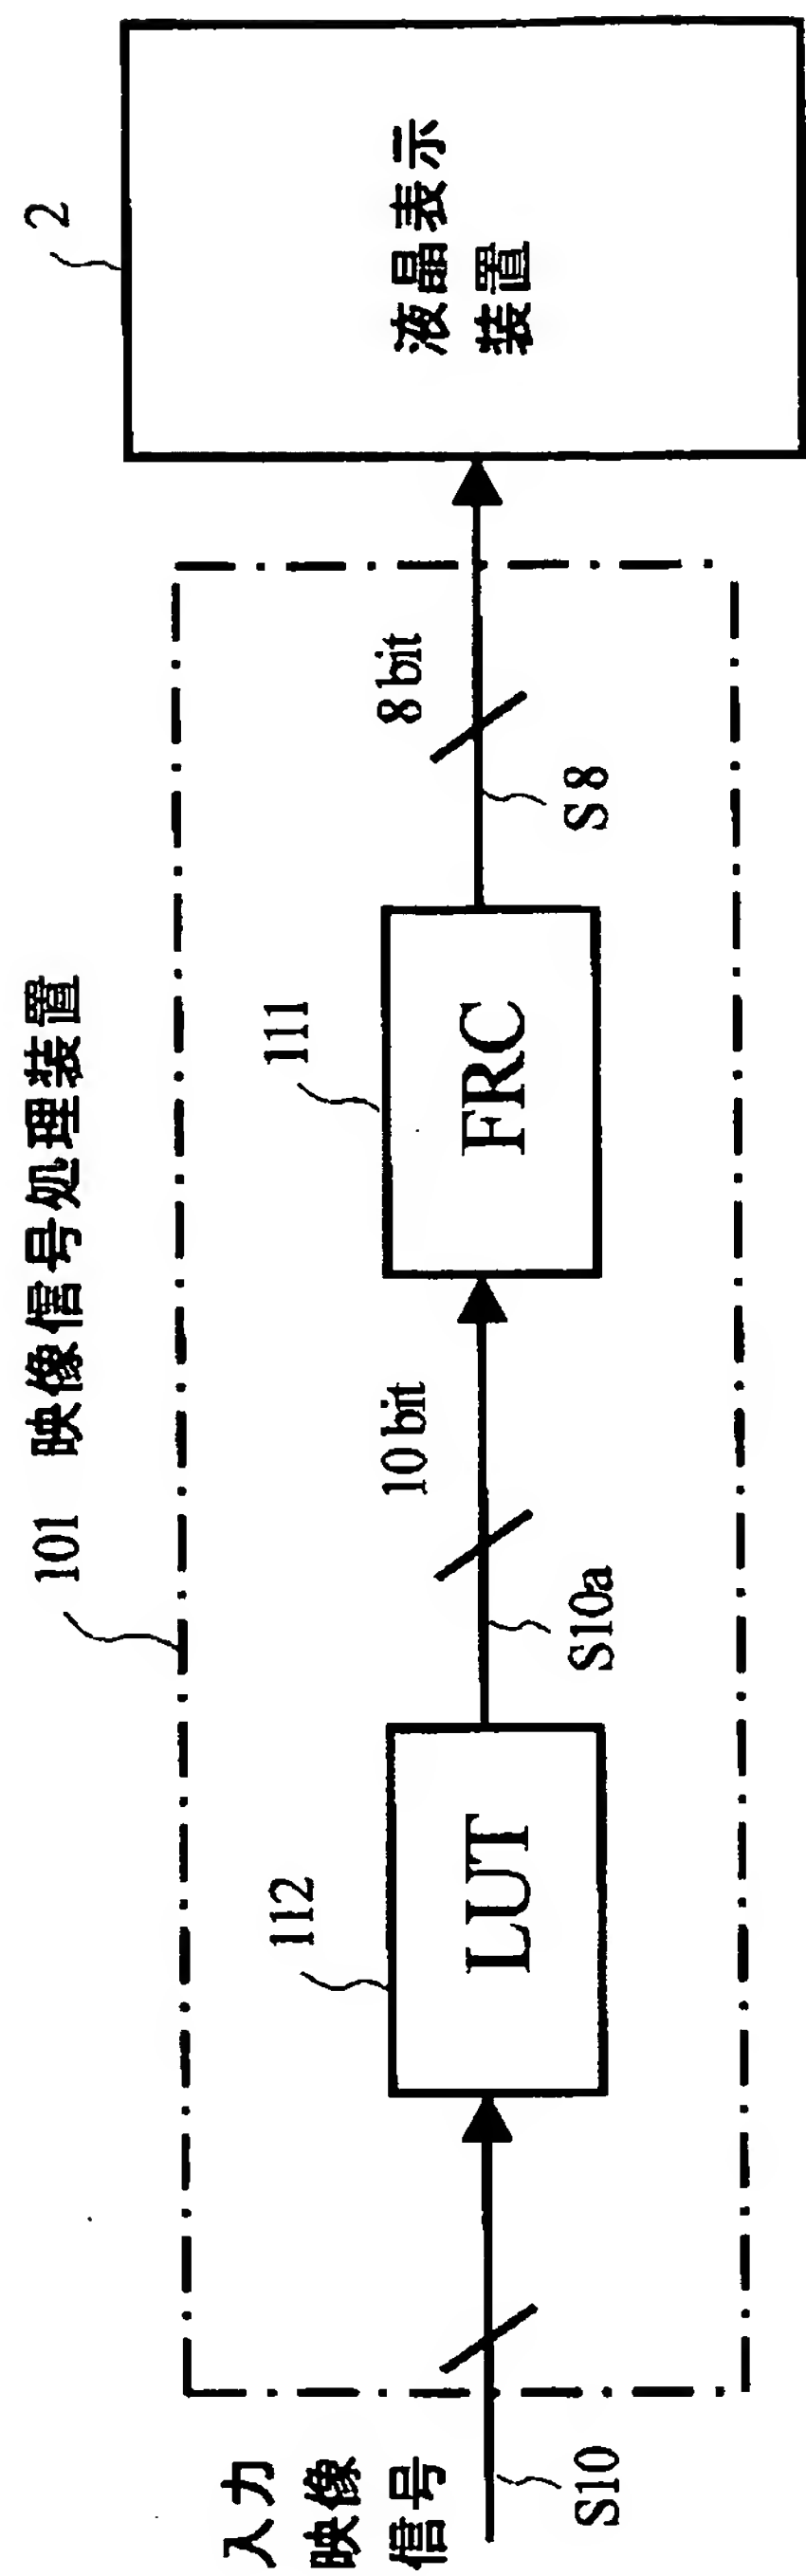 101 映像信号処理装置
入力
映像
信号
S10
112
LUT
10 bit
S10a
111
FRC
8 bit
S8
2
液晶表示
装置